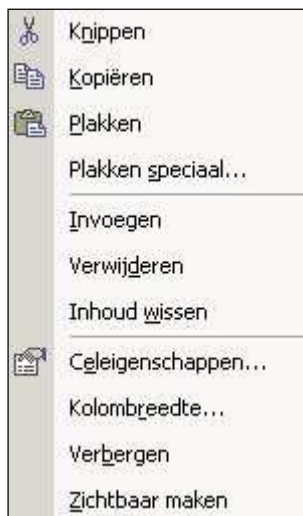 Knippen
Kopiëren
Plakken
Plakken speciaal...
Invoegen
Verwijderen
Inhoud wissen
Celeigenschappen...
Kolombreedte...
Verbergen
Zichtbaar maken